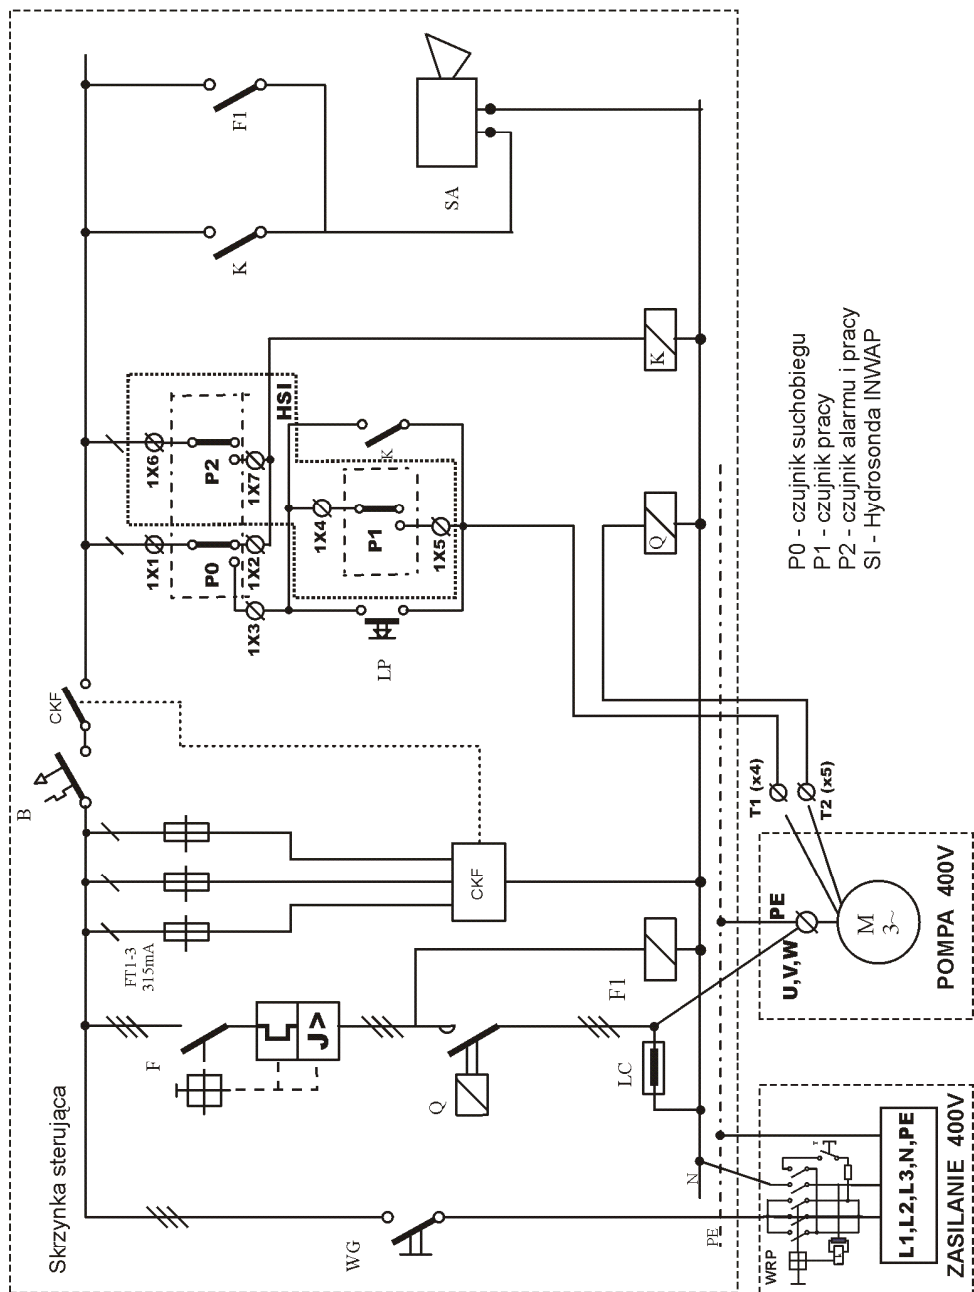 F1
K
SA
1X6
P2
1X7
HSI
K
1X1
P0
1X2
1X3
1X4
P1
1X5
K
LP
Q
P0 - czujnik suchobiegu
P1 - czujnik pracy
P2 - czujnik alarmu i pracy
SI - Hydrosonda INWAP
CKF
B
FT1-3
315mA
CKF
T1 (x4)
T2 (x5)
PE
U,V,W
M
3~
POMPA 400V
F
J>
Q
F1
LC
Skrzynka sterująca
WG
N
PE
WRP
L1,L2,L3,N,PE
ZASILANIE 400V